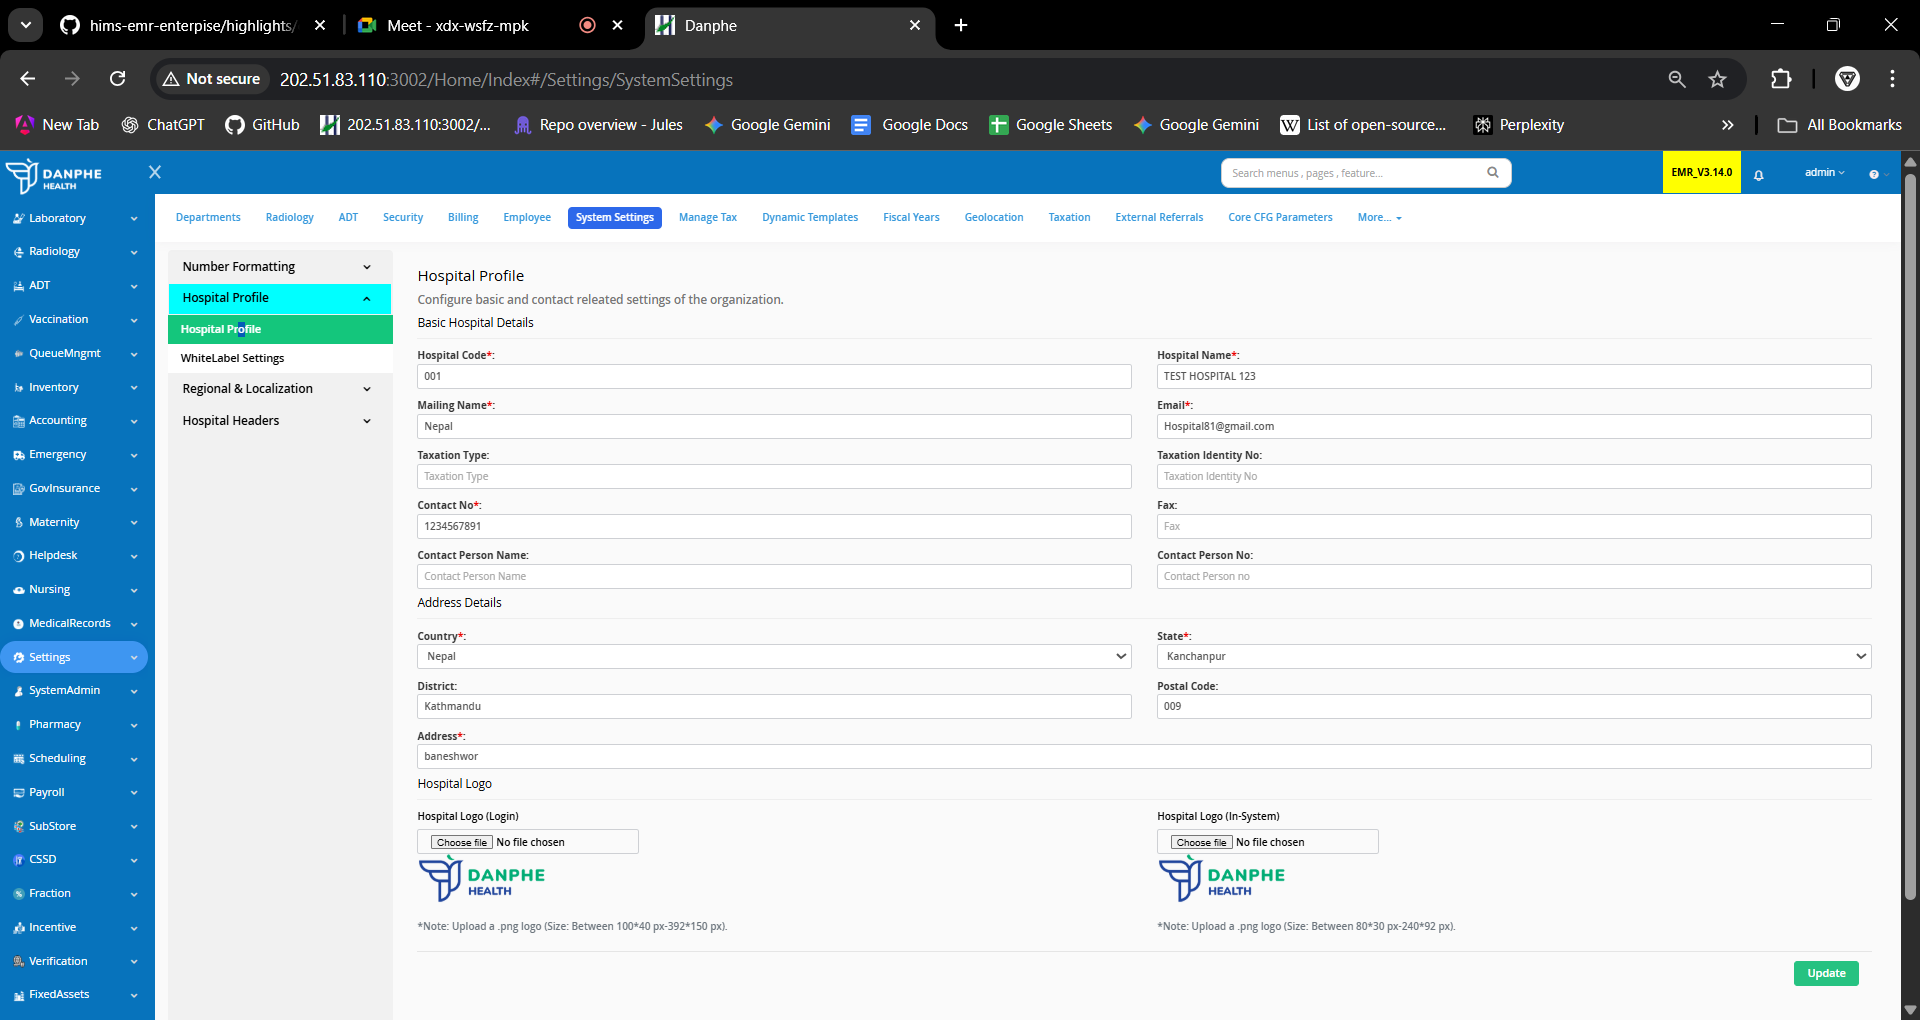 hims-emr-enterpise/highlights/
Meet - xdx-wsfz-mpk
Danphe
Not secure
202.51.83.110:3002/Home/Index#/Settings/SystemSettings
New Tab
ChatGPT
GitHub
202.51.83.110:3002/...
Repo overview - Jules
Google Gemini
Google Docs
Google Sheets
Google Gemini
List of open-source...
Perplexity
All Bookmarks
DANPHE
HEALTH
Search menus , pages , feature...
EMR_V3.14.0
admin
Laboratory
Radiology
ADT
Vaccination
QueueMngmt
Inventory
Accounting
Emergency
GovInsurance
Maternity
Helpdesk
Nursing
MedicalRecords
Settings
SystemAdmin
Pharmacy
Scheduling
Payroll
SubStore
CSSD
Fraction
Incentive
Verification
FixedAssets
Departments
Radiology
ADT
Security
Billing
Employee
System Settings
Manage Tax
Dynamic Templates
Fiscal Years
Geolocation
Taxation
External Referrals
Core CFG Parameters
More...
Number Formatting
Hospital Profile
Hospital Profile
WhiteLabel Settings
Regional & Localization
Hospital Headers
Hospital Profile
Configure basic and contact releated settings of the organization.
Basic Hospital Details
Hospital Code*:
001
Hospital Name*:
TEST HOSPITAL 123
Mailing Name*:
Nepal
Email*:
Hospital81@gmail.com
Taxation Type:
Taxation Type
Taxation Identity No:
Taxation Identity No
Contact No*:
1234567891
Fax:
Fax
Contact Person Name:
Contact Person Name
Contact Person No:
Contact Person no
Address Details
Country*:
Nepal
State*:
Kanchanpur
District:
Kathmandu
Postal Code:
009
Address*:
baneshwor
Hospital Logo
Hospital Logo (Login)
Choose file No file chosen
DANPHE
HEALTH
*Note: Upload a .png logo (Size: Between 100*40 px-392*150 px).
Hospital Logo (In-System)
Choose file No file chosen
DANPHE
HEALTH
*Note: Upload a .png logo (Size: Between 80*30 px-240*92 px).
Update